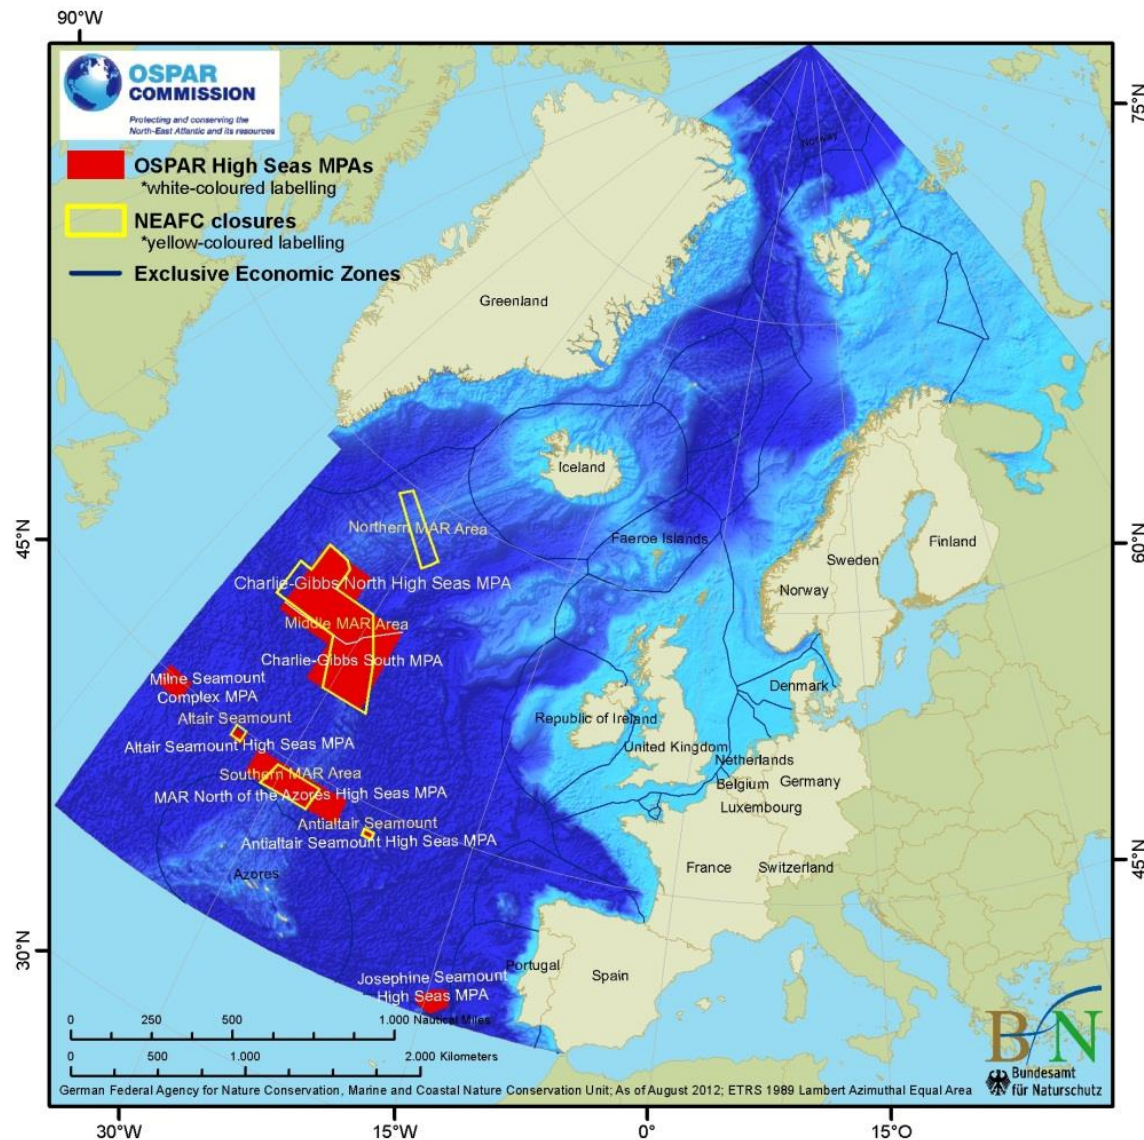 90°W
OSPAR
COMMISSION
Protecting and conserving the
North-East Atlantic and its resources
OSPAR High Seas MPAs
*white-coloured labelling
NEAFC closures
*yellow-coloured labelling
Exclusive Economic Zones
75°N
Norway
Greenland
Iceland
45°N
60°N
Northern MAR Area
Faeroe Islands
Sweden
Finland
Norway
Charlie-Gibbs North High Seas MPA
Middle MAR Area
Charlie-Gibbs South MPA
Milne Seamount
Complex MPA
Denmark
Altair Seamount
Altair Seamount High Seas MPA
Republic of Ireland
United Kingdom
Netherlands
Southern MAR Area
Belgium
Germany
MAR North of the Azores High Seas MPA
Luxembourg
Antialtair Seamount
Antialtair Seamount High Seas MPA
45°N
Azores
France
Switzerland
30°N
Portugal
Spain
Josephine Seamount
High Seas MPA
0 250 500 1.000 Nautical Miles
0 500 1.000 2.000 Kilometers
BfN
Bundesamt
für Naturschutz
German Federal Agency for Nature Conservation, Marine and Coastal Nature Conservation Unit; As of August 2012; ETRS 1989 Lambert Azimuthal Equal Area
30°W
15°W
0
15°O